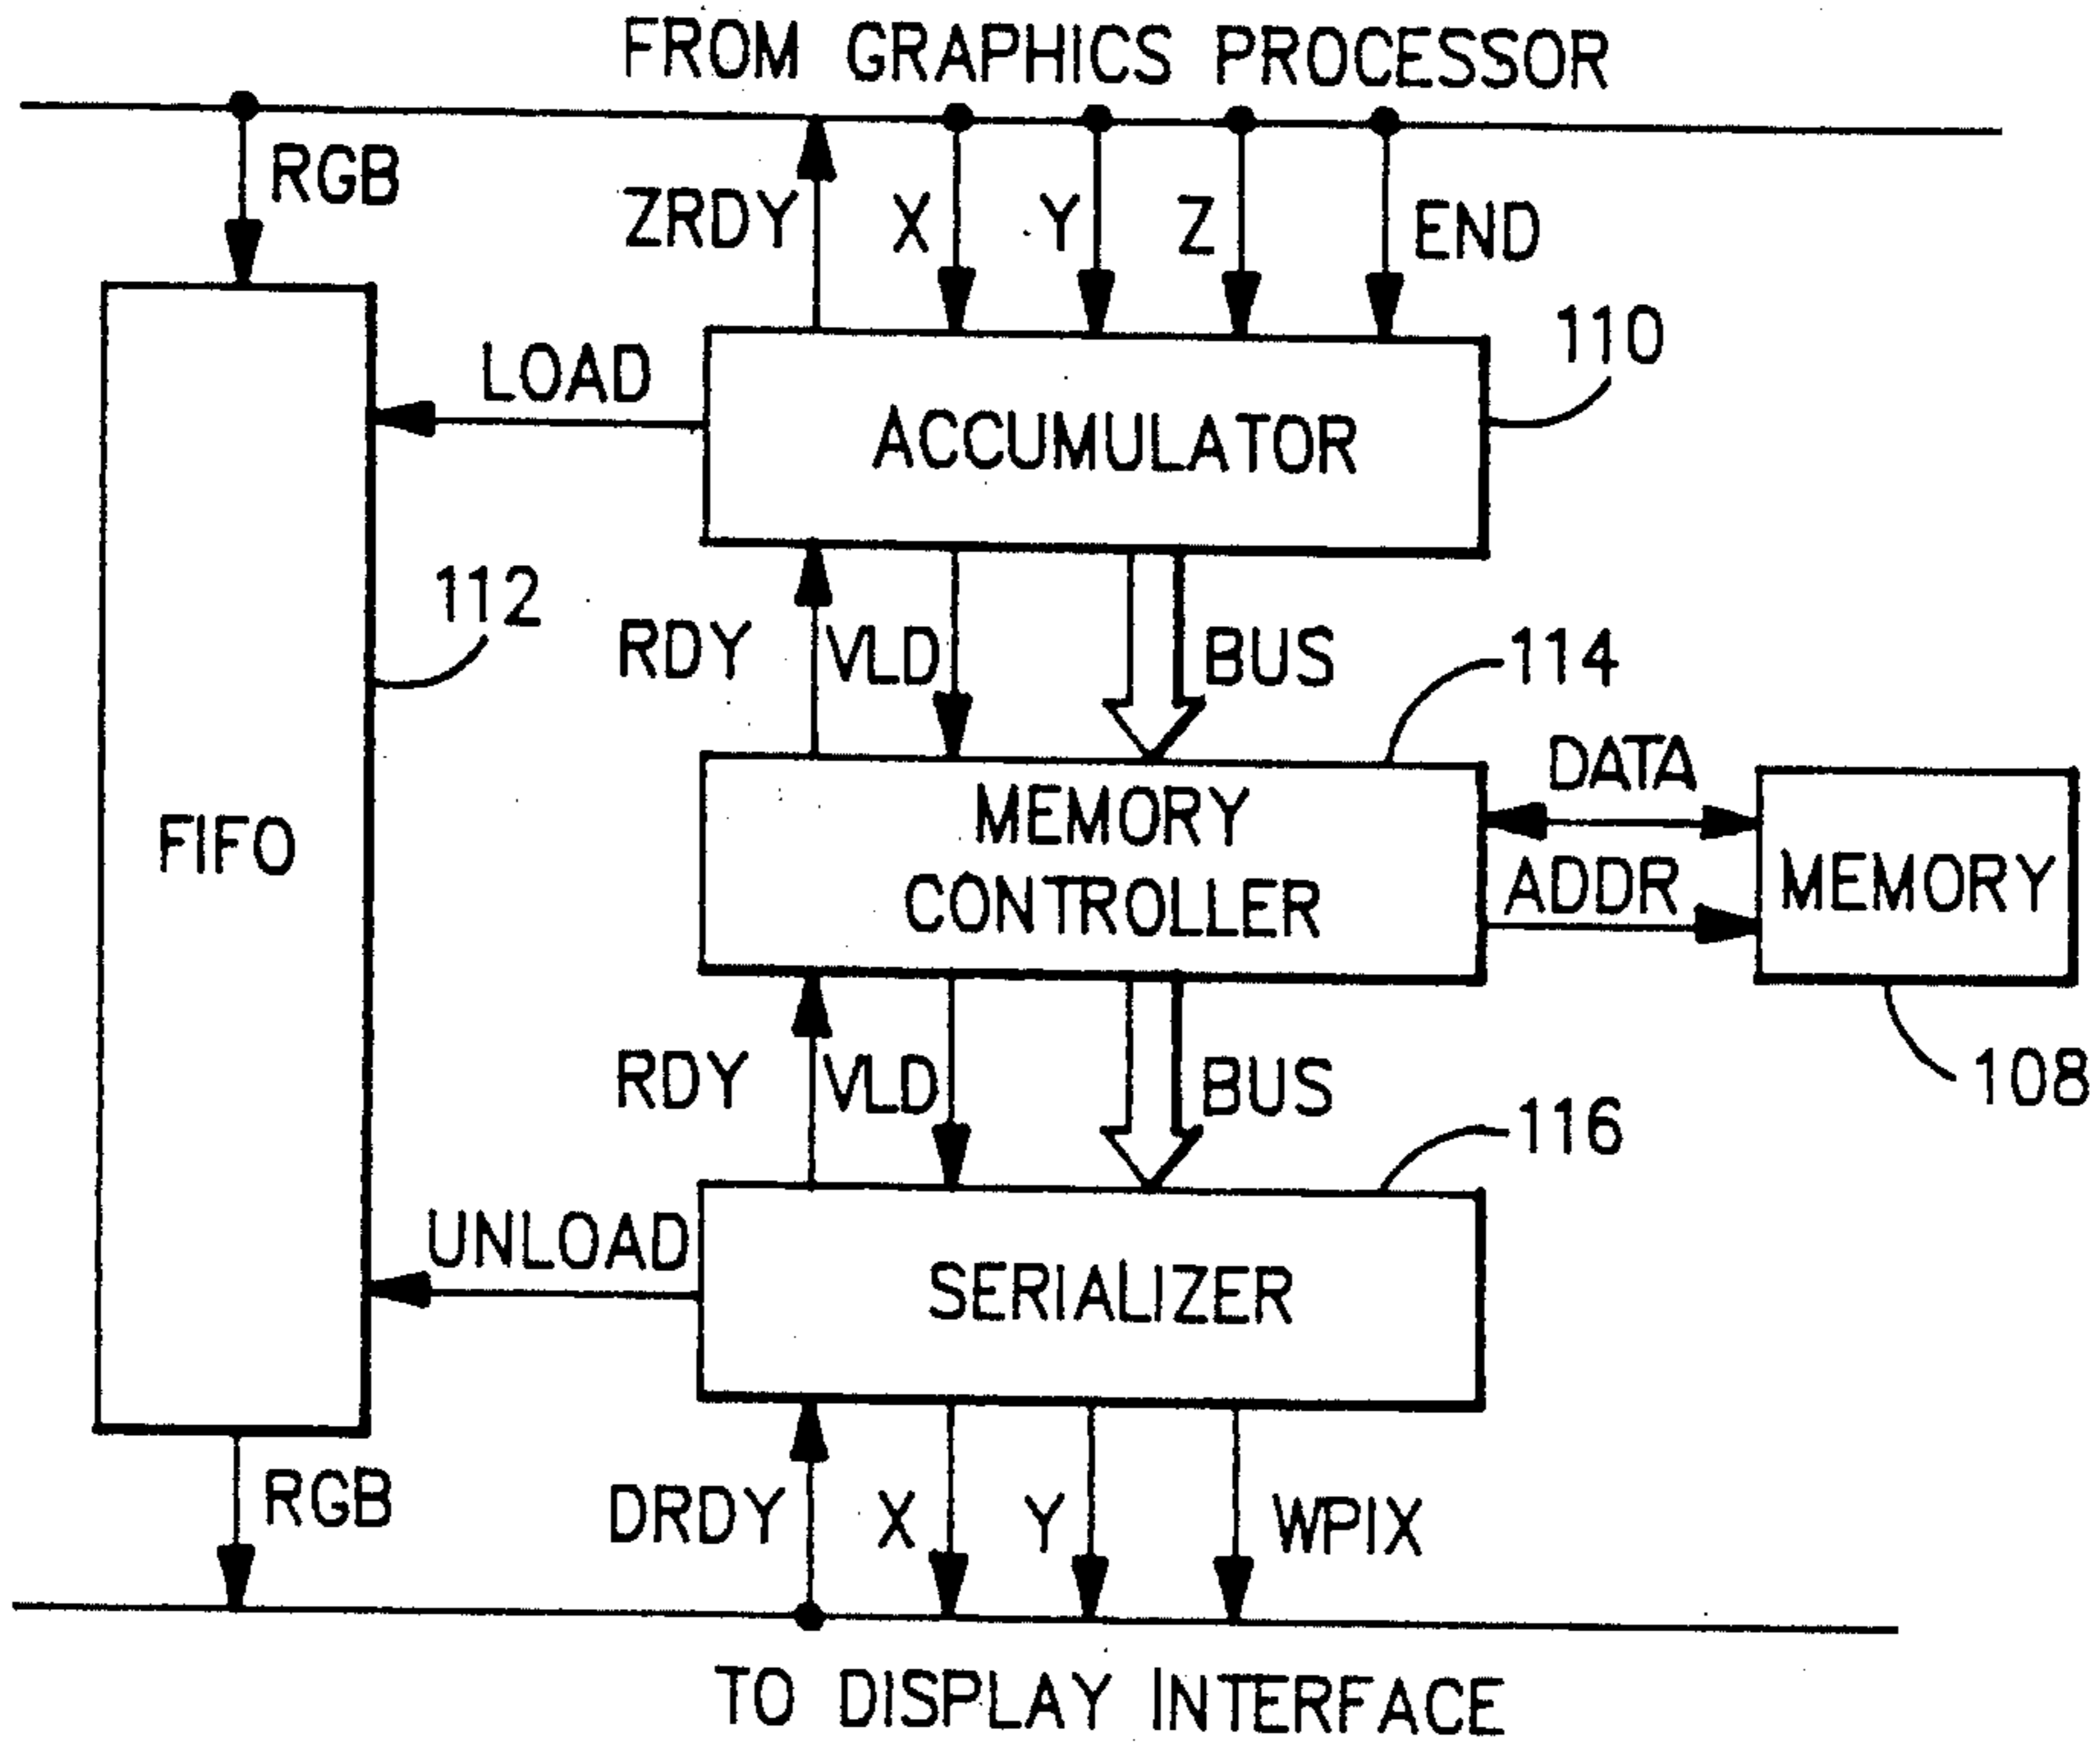 FROM GRAPHICS PROCESSOR
RGB
ZRDY
X
Y
Z
END
110
LOAD
ACCUMULATOR
112
RDY
VLD
BUS
114
DATA
MEMORY
CONTROLLER
FIFO
ADDR
MEMORY
108
RDY
VLD
BUS
116
UNLOAD
SERIALIZER
RGB
DRDY
X
Y
WPIX
TO DISPLAY INTERFACE